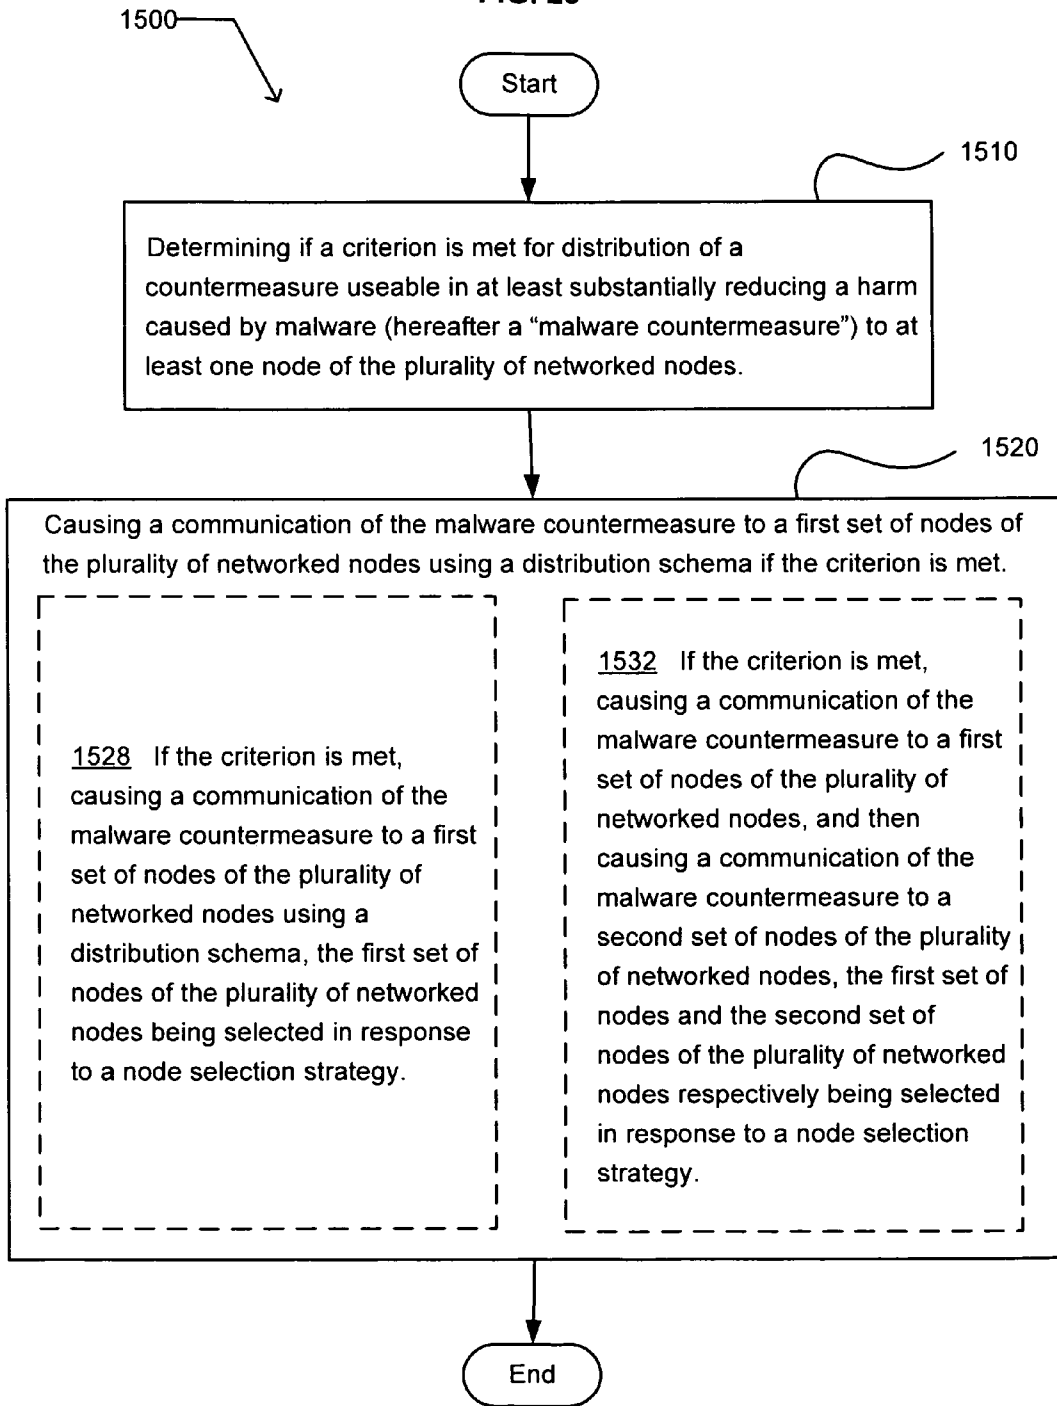 1500
Start
1510
Determining if a criterion is met for distribution of a
countermeasure useable in at least substantially reducing a harm
caused by malware (hereafter a “malware countermeasure”) to at
least one node of the plurality of networked nodes.
1520
Causing a communication of the malware countermeasure to a first set of nodes of
the plurality of networked nodes using a distribution schema if the criterion is met.
1528 If the criterion is met,
causing a communication of the
malware countermeasure to a first
set of nodes of the plurality of
networked nodes using a
distribution schema, the first set of
nodes of the plurality of networked
nodes being selected in response
to a node selection strategy.
1532 If the criterion is met,
causing a communication of the
malware countermeasure to a first
set of nodes of the plurality of
networked nodes, and then
causing a communication of the
malware countermeasure to a
second set of nodes of the plurality
of networked nodes, the first set of
nodes and the second set of
nodes of the plurality of networked
nodes respectively being selected
in response to a node selection
strategy.
End